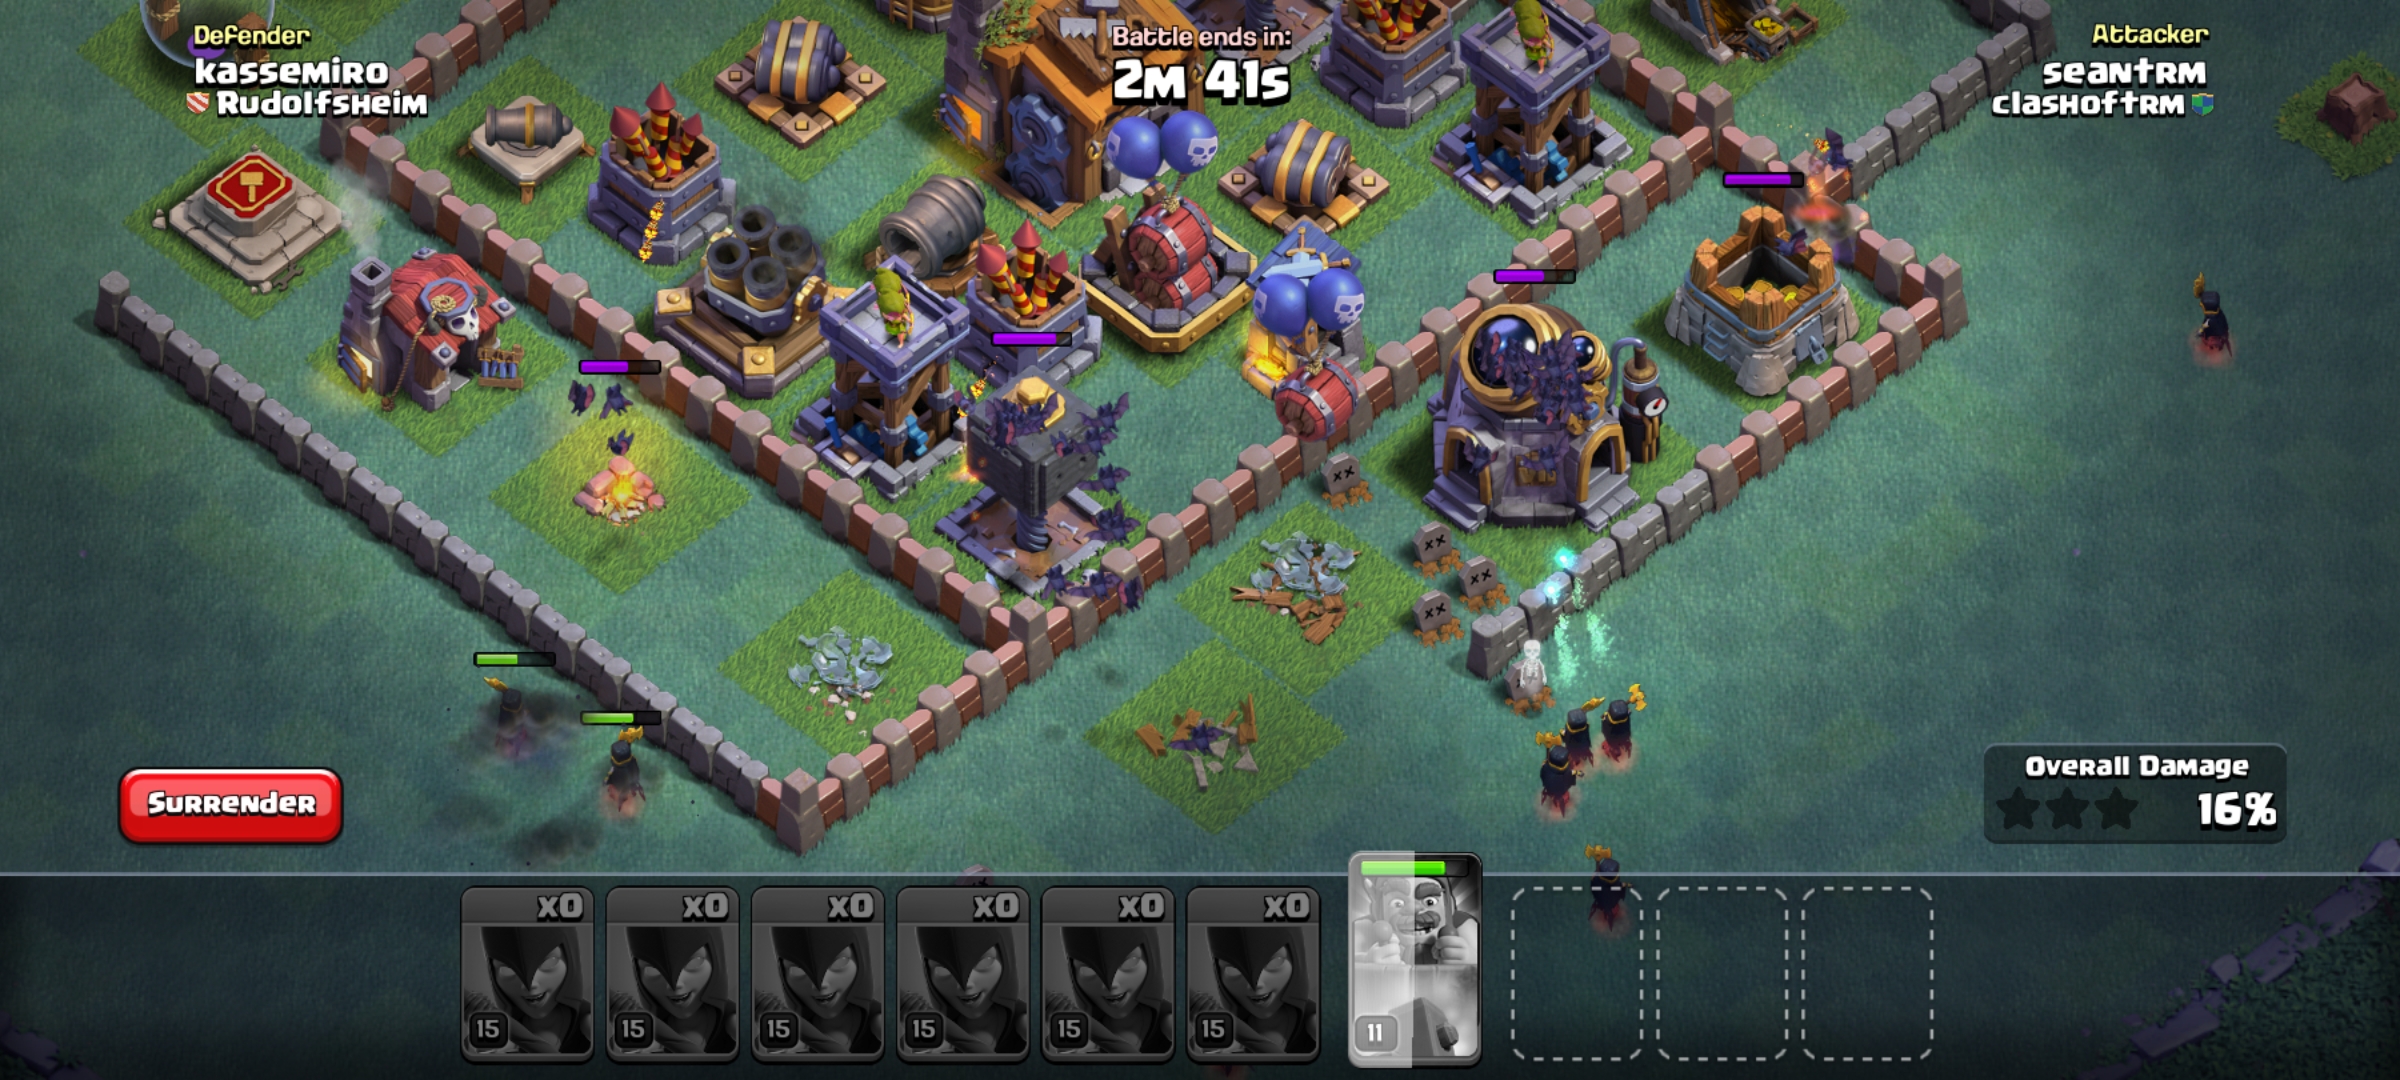 Defender
kassemiro
Rudolfsheim
Battle ends in:
2M 41s
Attacker
seantrm
clashoftrm
Surrender
Overall Damage
16%
x0
x0
x0
x0
x0
x0
15
15
15
15
15
15
11